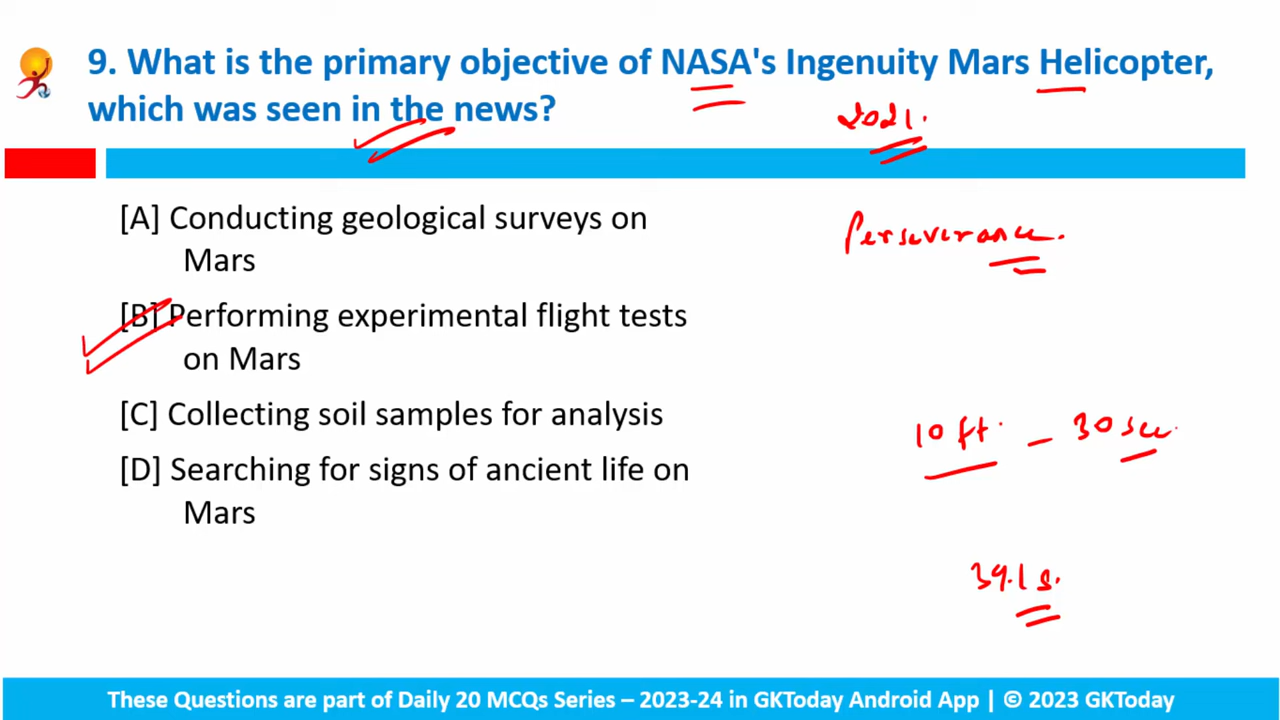 9. What is the primary objective of NASA's Ingenuity Mars Helicopter,
which was seen in the news?
2021.
[A] Conducting geological surveys on
Mars
Perseverance.
[B] Performing experimental flight tests
on Mars
[C] Collecting soil samples for analysis
10 ft. – 30 sec.
[D] Searching for signs of ancient life on
Mars
39.1 s.
These Questions are part of Daily 20 MCQs Series – 2023-24 in GKToday Android App | © 2023 GKToday